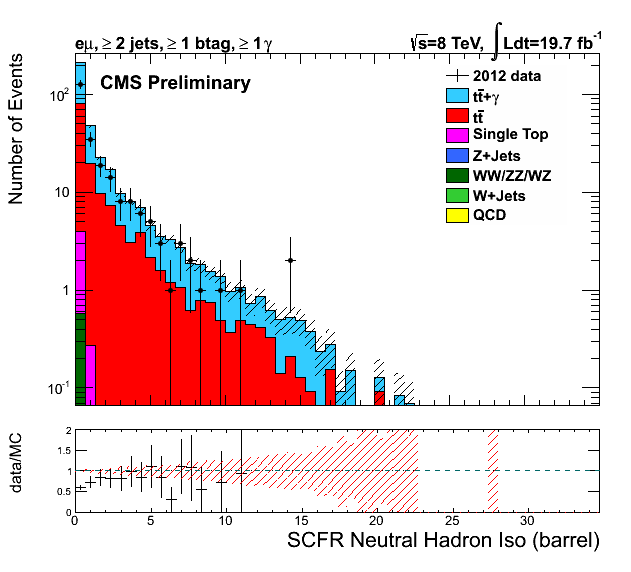 eμ, ≥ 2 jets, ≥ 1 btag, ≥ 1 γ
√s=8 TeV, ∫Ldt=19.7 fb⁻¹
CMS Preliminary
2012 data
tt̄+γ
tt̄
Single Top
Z+Jets
WW/ZZ/WZ
W+Jets
QCD
Number of Events
10²
10
1
10⁻¹
data/MC
2
1.5
1
0.5
0
0 5 10 15 20 25 30
SCFR Neutral Hadron Iso (barrel)